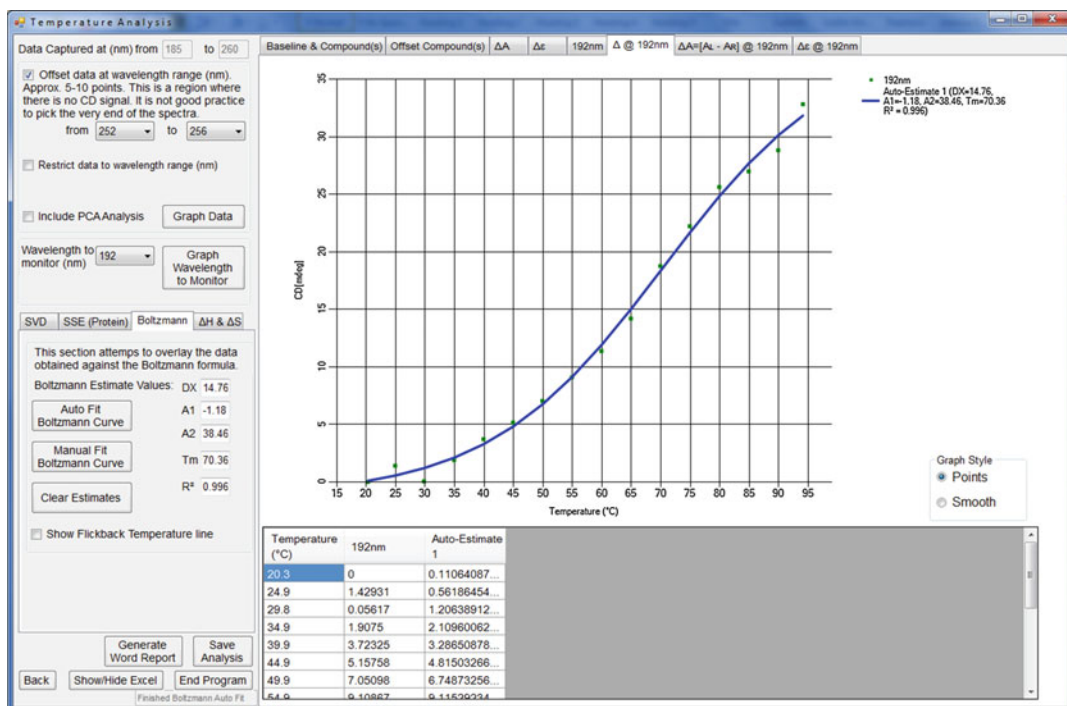 Temperature Analysis
Data Captured at (nm) from 185 to 260
Offset data at wavelength range (nm).
Approx. 5-10 points. This is a region where
there is no CD signal. It is not good practice
to pick the very end of the spectra.
from 252 to 256
Restrict data to wavelength range (nm)
Include PCA Analysis Graph Data
Wavelength to
monitor (nm) 192
Graph
Wavelength
to Monitor
SVD SSE (Protein) Boltzmann ΔH & ΔS
This section attemps to overlay the data
obtained against the Boltzmann formula.
Boltzmann Estimate Values: DX 14.76
Auto Fit
Boltzmann Curve
A1 -1.18
A2 38.46
Manual Fit
Boltzmann Curve
Tm 70.36
R² 0.996
Clear Estimates
Show Flickback Temperature line
Generate
Word Report
Save
Analysis
Back Show/Hide Excel End Program
Finished Boltzmann Auto Fit
Baseline & Compound(s) Offset Compound(s) ΔA Δε 192nm Δ @ 192nm ΔA=[AL - AR] @ 192nm Δε @ 192nm
35
30
25
20
15
10
5
0
CD[mdeg]
15 20 25 30 35 40 45 50 55 60 65 70 75 80 85 90 95
Temperature (°C)
192nm
Auto-Estimate 1 (DX=14.76,
A1=-1.18, A2=38.46, Tm=70.36
R² = 0.996)
Graph Style
Points
Smooth
Temperature
(°C)
192nm
Auto-Estimate
1
20.3 0 0.11064087...
24.9 1.42931 0.56186454...
29.8 0.05617 1.20638912...
34.9 1.9075 2.10960062...
39.9 3.72325 3.28650878...
44.9 5.15758 4.81503266...
49.9 7.05098 6.74873256...
54.9 9.10867 9.11529234...